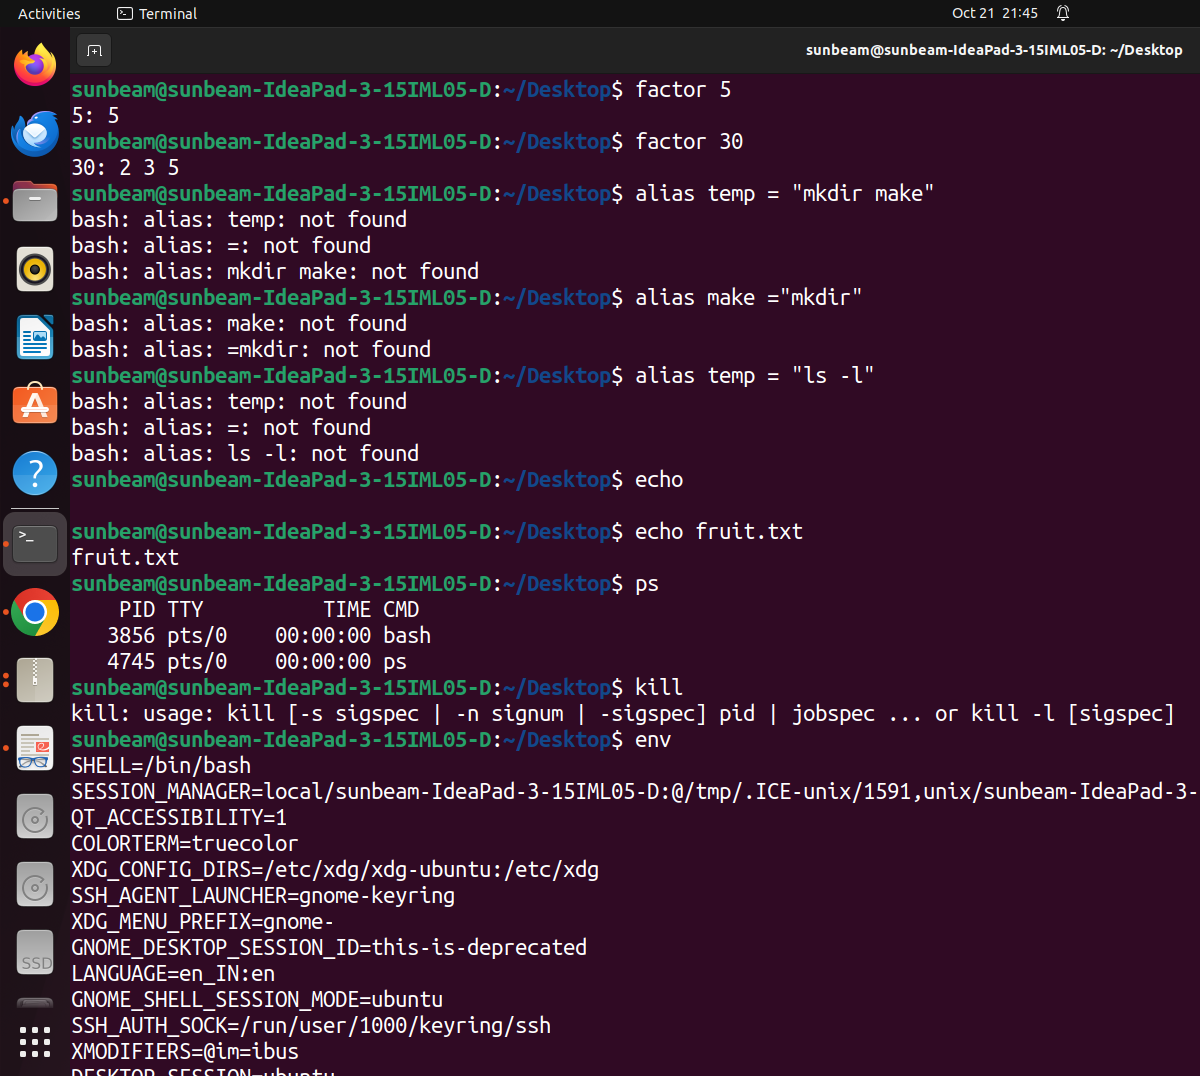 Activities
Terminal
Oct 21 21:45
sunbeam@sunbeam-IdeaPad-3-15IML05-D: ~/Desktop
sunbeam@sunbeam-IdeaPad-3-15IML05-D:~/Desktop$ factor 5
5: 5
sunbeam@sunbeam-IdeaPad-3-15IML05-D:~/Desktop$ factor 30
30: 2 3 5
sunbeam@sunbeam-IdeaPad-3-15IML05-D:~/Desktop$ alias temp = "mkdir make"
bash: alias: temp: not found
bash: alias: =: not found
bash: alias: mkdir make: not found
sunbeam@sunbeam-IdeaPad-3-15IML05-D:~/Desktop$ alias make ="mkdir"
bash: alias: make: not found
bash: alias: =mkdir: not found
sunbeam@sunbeam-IdeaPad-3-15IML05-D:~/Desktop$ alias temp = "ls -l"
bash: alias: temp: not found
bash: alias: =: not found
bash: alias: ls -l: not found
sunbeam@sunbeam-IdeaPad-3-15IML05-D:~/Desktop$ echo
sunbeam@sunbeam-IdeaPad-3-15IML05-D:~/Desktop$ echo fruit.txt
fruit.txt
sunbeam@sunbeam-IdeaPad-3-15IML05-D:~/Desktop$ ps
PID TTY TIME CMD
3856 pts/0 00:00:00 bash
4745 pts/0 00:00:00 ps
sunbeam@sunbeam-IdeaPad-3-15IML05-D:~/Desktop$ kill
kill: usage: kill [-s sigspec | -n signum | -sigspec] pid | jobspec ... or kill -l [sigspec]
sunbeam@sunbeam-IdeaPad-3-15IML05-D:~/Desktop$ env
SHELL=/bin/bash
SESSION_MANAGER=local/sunbeam-IdeaPad-3-15IML05-D:@/tmp/.ICE-unix/1591,unix/sunbeam-IdeaPad-3-
QT_ACCESSIBILITY=1
COLORTERM=truecolor
XDG_CONFIG_DIRS=/etc/xdg/xdg-ubuntu:/etc/xdg
SSH_AGENT_LAUNCHER=gnome-keyring
XDG_MENU_PREFIX=gnome-
GNOME_DESKTOP_SESSION_ID=this-is-deprecated
LANGUAGE=en_IN:en
GNOME_SHELL_SESSION_MODE=ubuntu
SSH_AUTH_SOCK=/run/user/1000/keyring/ssh
XMODIFIERS=@im=ibus
DESKTOP_SESSION=ubuntu
SSD